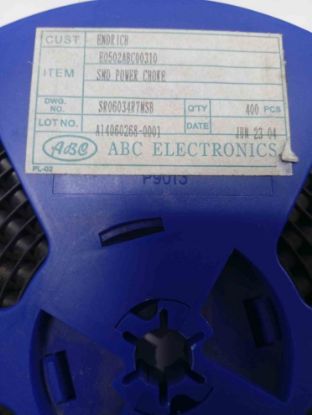 CUST. ENDRICH
E0502ABC00310
ITEM SMD POWER CHOKE
DWG. NO. SR06034R7MSB Q'TY 400 PCS
LOT NO. A14060268-0001 DATE JUN 23 04
ABC ABC ELECTRONICS
PL-02
P9013